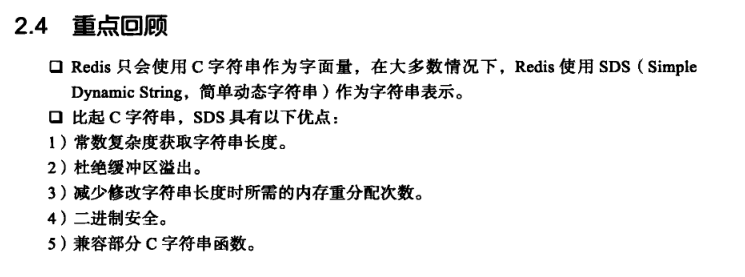 2.4 重点回顾
❏ Redis 只会使用 C 字符串作为字面量，在大多数情况下，Redis 使用 SDS（Simple
Dynamic String，简单动态字符串）作为字符串表示。
❏ 比起 C 字符串，SDS 具有以下优点：
1）常数复杂度获取字符串长度。
2）杜绝缓冲区溢出。
3）减少修改字符串长度时所需的内存重分配次数。
4）二进制安全。
5）兼容部分 C 字符串函数。